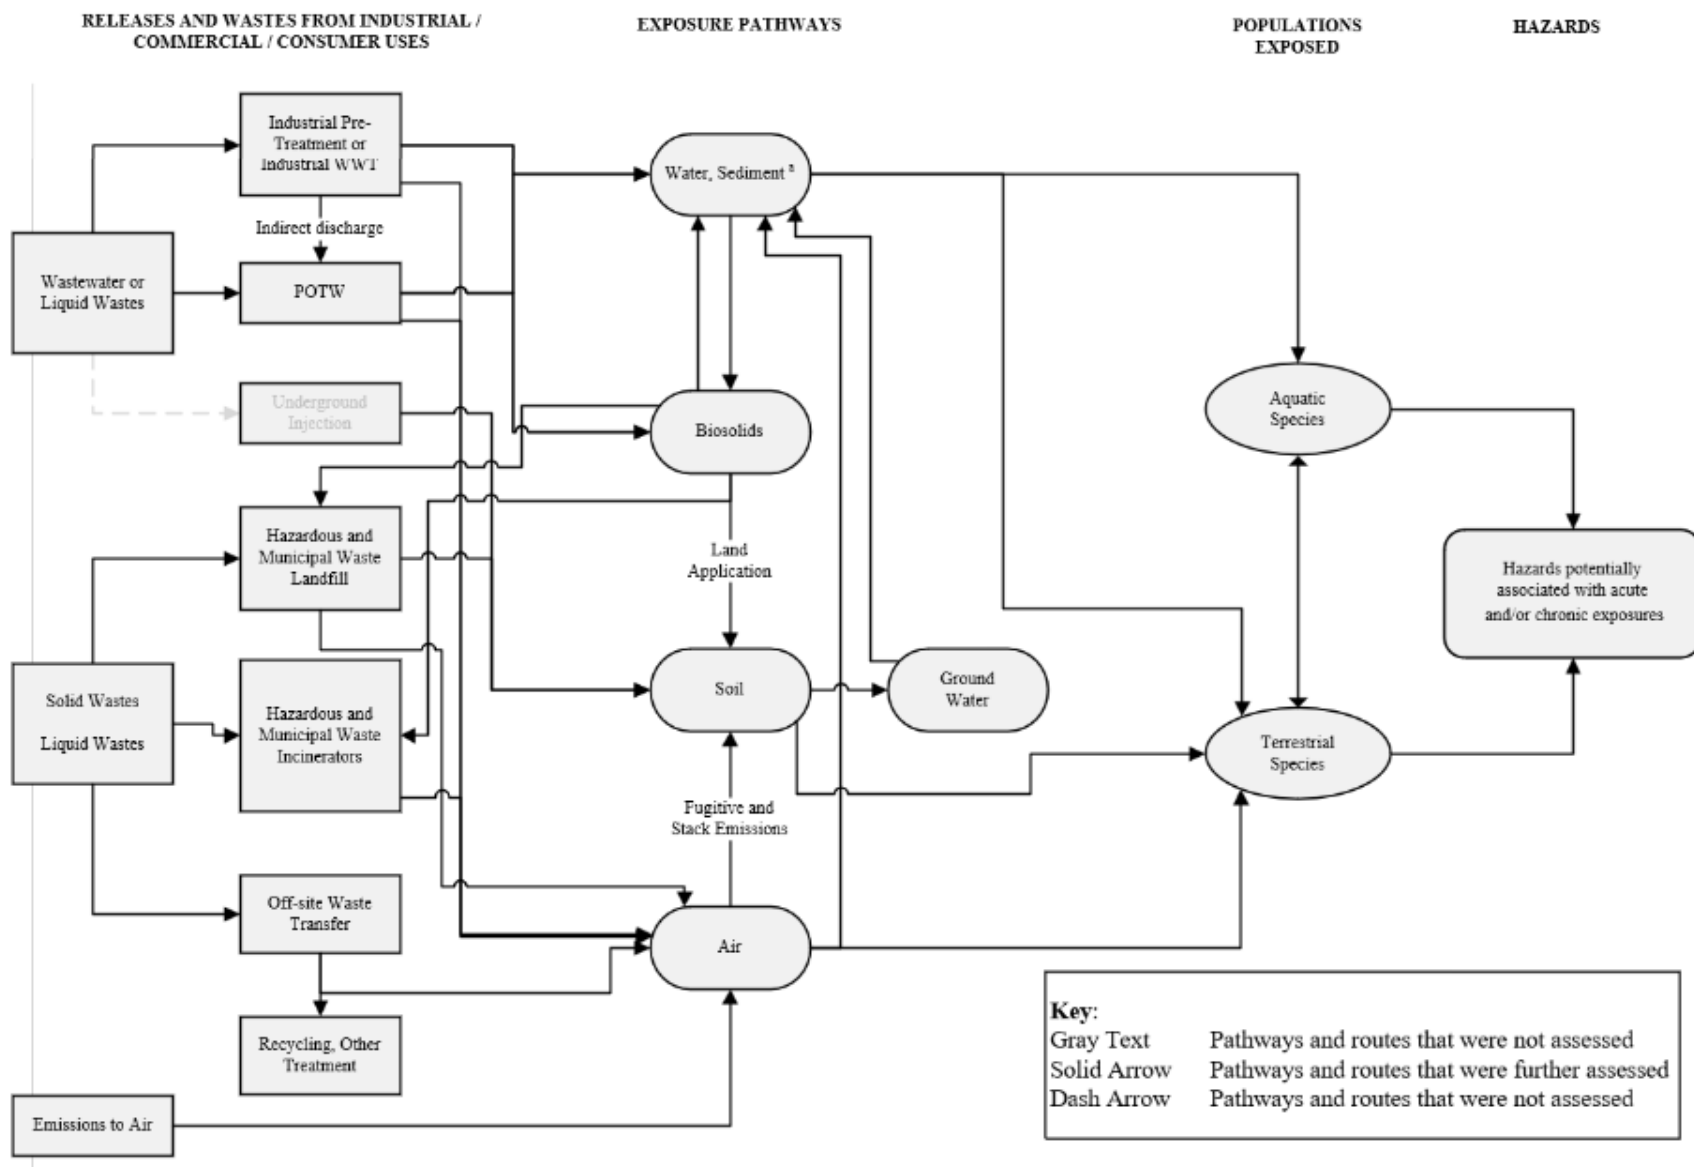 RELEASES AND WASTES FROM INDUSTRIAL /
COMMERCIAL / CONSUMER USES
EXPOSURE PATHWAYS
POPULATIONS
EXPOSED
HAZARDS
Industrial Pre-
Treatment or
Industrial WWT
Water, Sediment a
Indirect discharge
Wastewater or
Liquid Wastes
POTW
Underground
Injection
Biosolids
Aquatic
Species
Hazardous and
Municipal Waste
Landfill
Land
Application
Hazards potentially
associated with acute
and/or chronic exposures
Solid Wastes
Liquid Wastes
Hazardous and
Municipal Waste
Incinerators
Soil
Ground
Water
Terrestrial
Species
Fugitive and
Stack Emissions
Off-site Waste
Transfer
Air
Recycling, Other
Treatment
Emissions to Air
Key:
Gray Text Pathways and routes that were not assessed
Solid Arrow Pathways and routes that were further assessed
Dash Arrow Pathways and routes that were not assessed